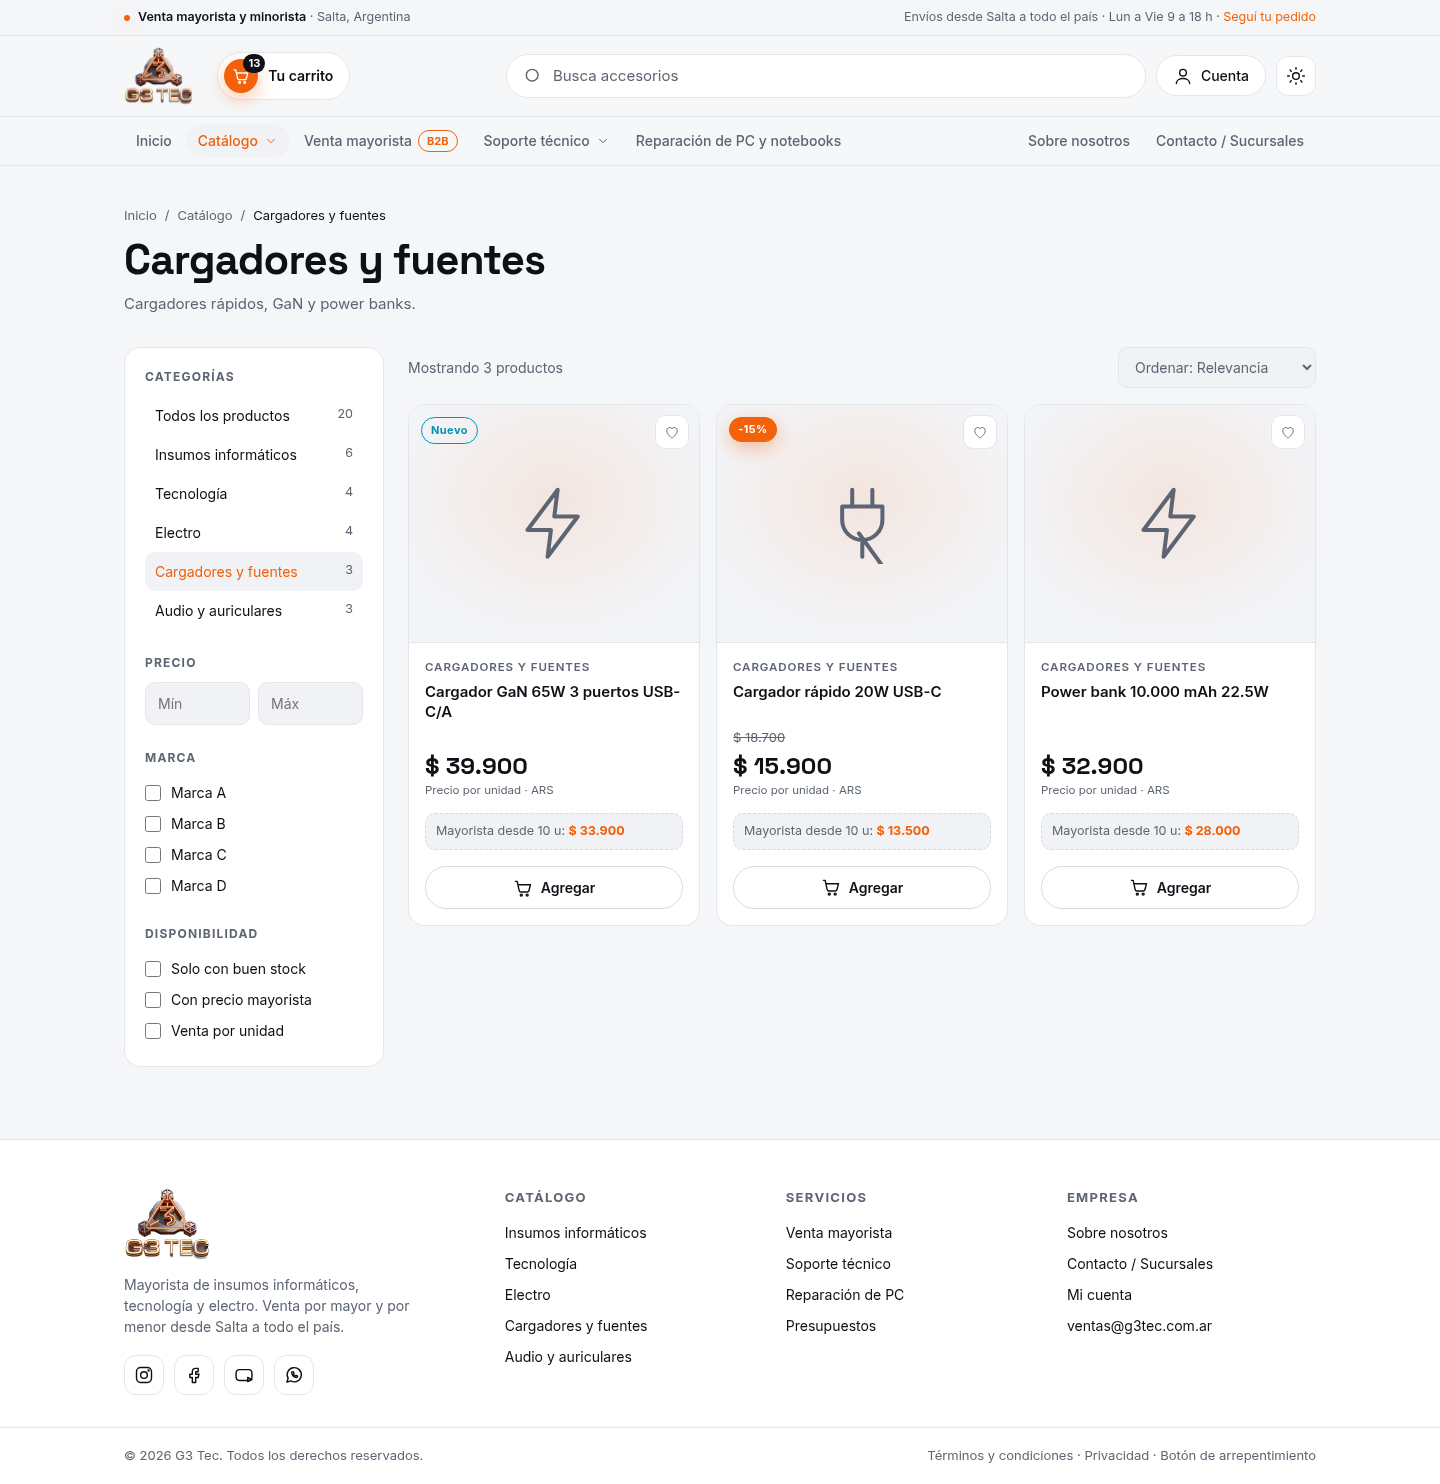 Venta mayorista y minorista · Salta, Argentina
Envíos desde Salta a todo el país · Lun a Vie 9 a 18 h · Seguí tu pedido
G3 TEC
13
Tu carrito
Busca accesorios
Cuenta
Inicio
Catálogo
Venta mayorista B2B
Soporte técnico
Reparación de PC y notebooks
Sobre nosotros
Contacto / Sucursales
Inicio / Catálogo / Cargadores y fuentes
Cargadores y fuentes
Cargadores rápidos, GaN y power banks.
CATEGORÍAS
Todos los productos 20
Insumos informáticos 6
Tecnología 4
Electro 4
Cargadores y fuentes 3
Audio y auriculares 3
PRECIO
Mín
Máx
MARCA
Marca A
Marca B
Marca C
Marca D
DISPONIBILIDAD
Solo con buen stock
Con precio mayorista
Venta por unidad
Mostrando 3 productos
Ordenar: Relevancia
Nuevo
CARGADORES Y FUENTES
Cargador GaN 65W 3 puertos USB-
C/A
$ 39.900
Precio por unidad · ARS
Mayorista desde 10 u: $ 33.900
Agregar
-15%
CARGADORES Y FUENTES
Cargador rápido 20W USB-C
$ 18.700
$ 15.900
Precio por unidad · ARS
Mayorista desde 10 u: $ 13.500
Agregar
CARGADORES Y FUENTES
Power bank 10.000 mAh 22.5W
$ 32.900
Precio por unidad · ARS
Mayorista desde 10 u: $ 28.000
Agregar
G3 TEC
Mayorista de insumos informáticos,
tecnología y electro. Venta por mayor y por
menor desde Salta a todo el país.
CATÁLOGO
Insumos informáticos
Tecnología
Electro
Cargadores y fuentes
Audio y auriculares
SERVICIOS
Venta mayorista
Soporte técnico
Reparación de PC
Presupuestos
EMPRESA
Sobre nosotros
Contacto / Sucursales
Mi cuenta
ventas@g3tec.com.ar
© 2026 G3 Tec. Todos los derechos reservados.
Términos y condiciones · Privacidad · Botón de arrepentimiento